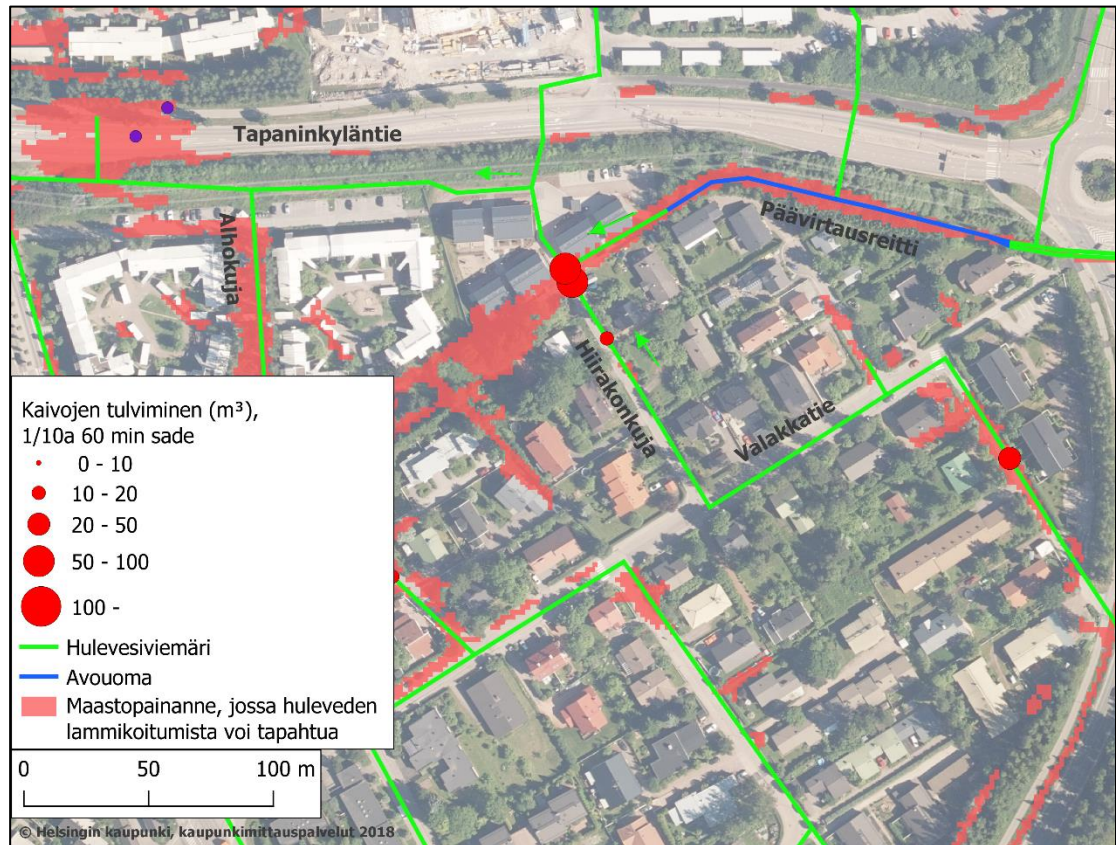 Tapaninkyläntie
Alhokuja
Päävirtausreitti
Hiirakonkuja
Valakkatie
Kaivojen tulviminen (m³),
1/10a 60 min sade
0 - 10
10 - 20
20 - 50
50 - 100
100 -
Hulevesiviemäri
Avouoma
Maastopainanne, jossa huleveden
lammikoitumista voi tapahtua
0 50 100 m
© Helsingin kaupunki, kaupunkimittauspalvelut 2018